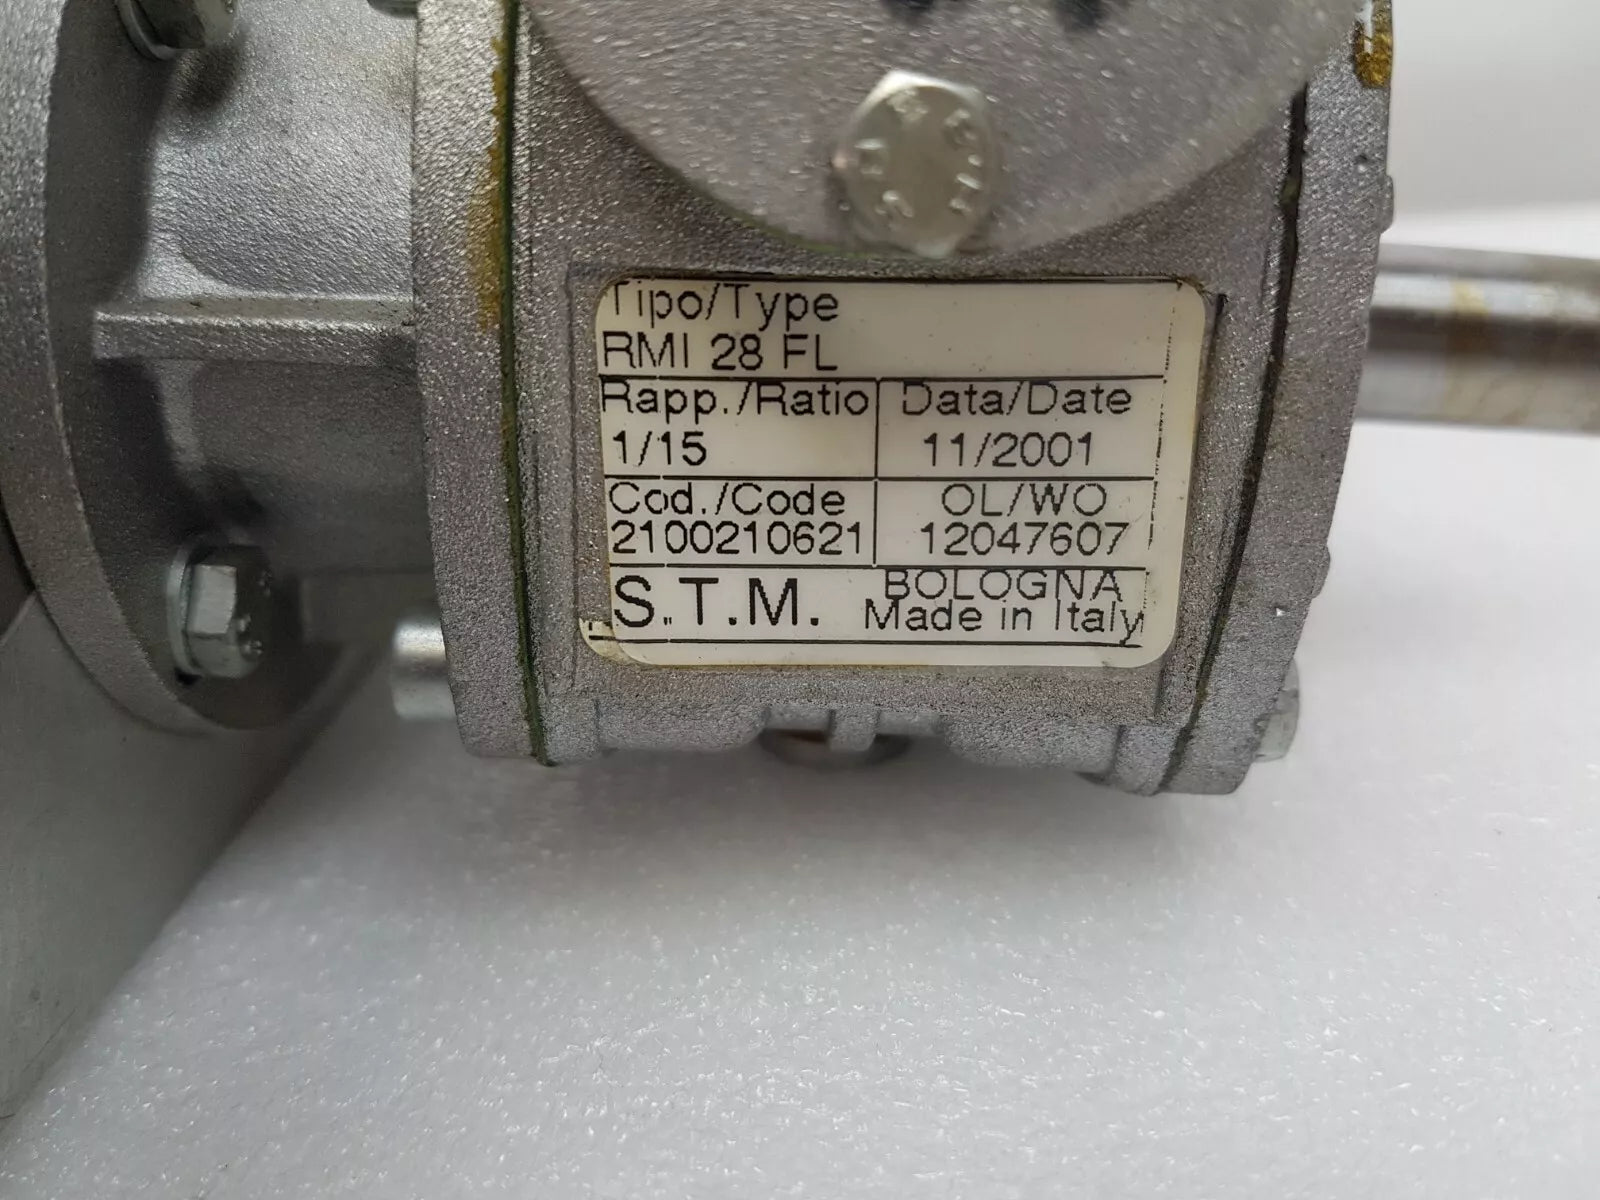 Tipo/Type
RMI 28 FL
Rapp./Ratio Data/Date
1/15 11/2001
Cod./Code OL/WO
2100210621 12047607
S.T.M. BOLOGNA
Made in Italy